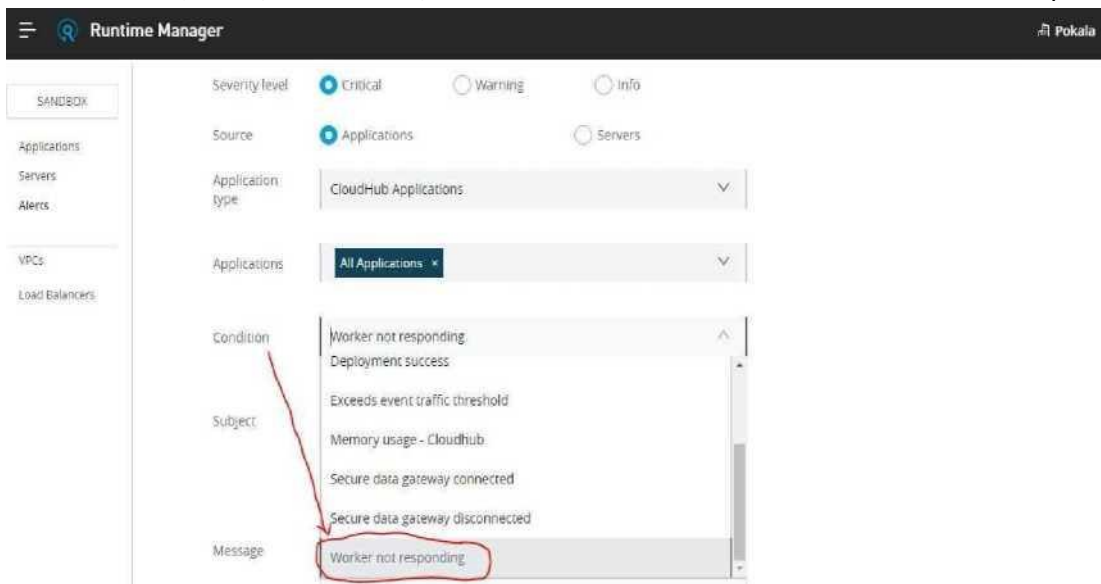 Runtime Manager
Pokala
SANDBOX
Applications
Servers
Alerts
VPCs
Load Balancers
Severity level
Critical
Warning
Info
Source
Applications
Servers
Application type
CloudHub Applications
Applications
All Applications ×
Condition
Worker not responding
Deployment success
Exceeds event traffic threshold
Memory usage - Cloudhub
Secure data gateway connected
Secure data gateway disconnected
Worker not responding
Subject
Message